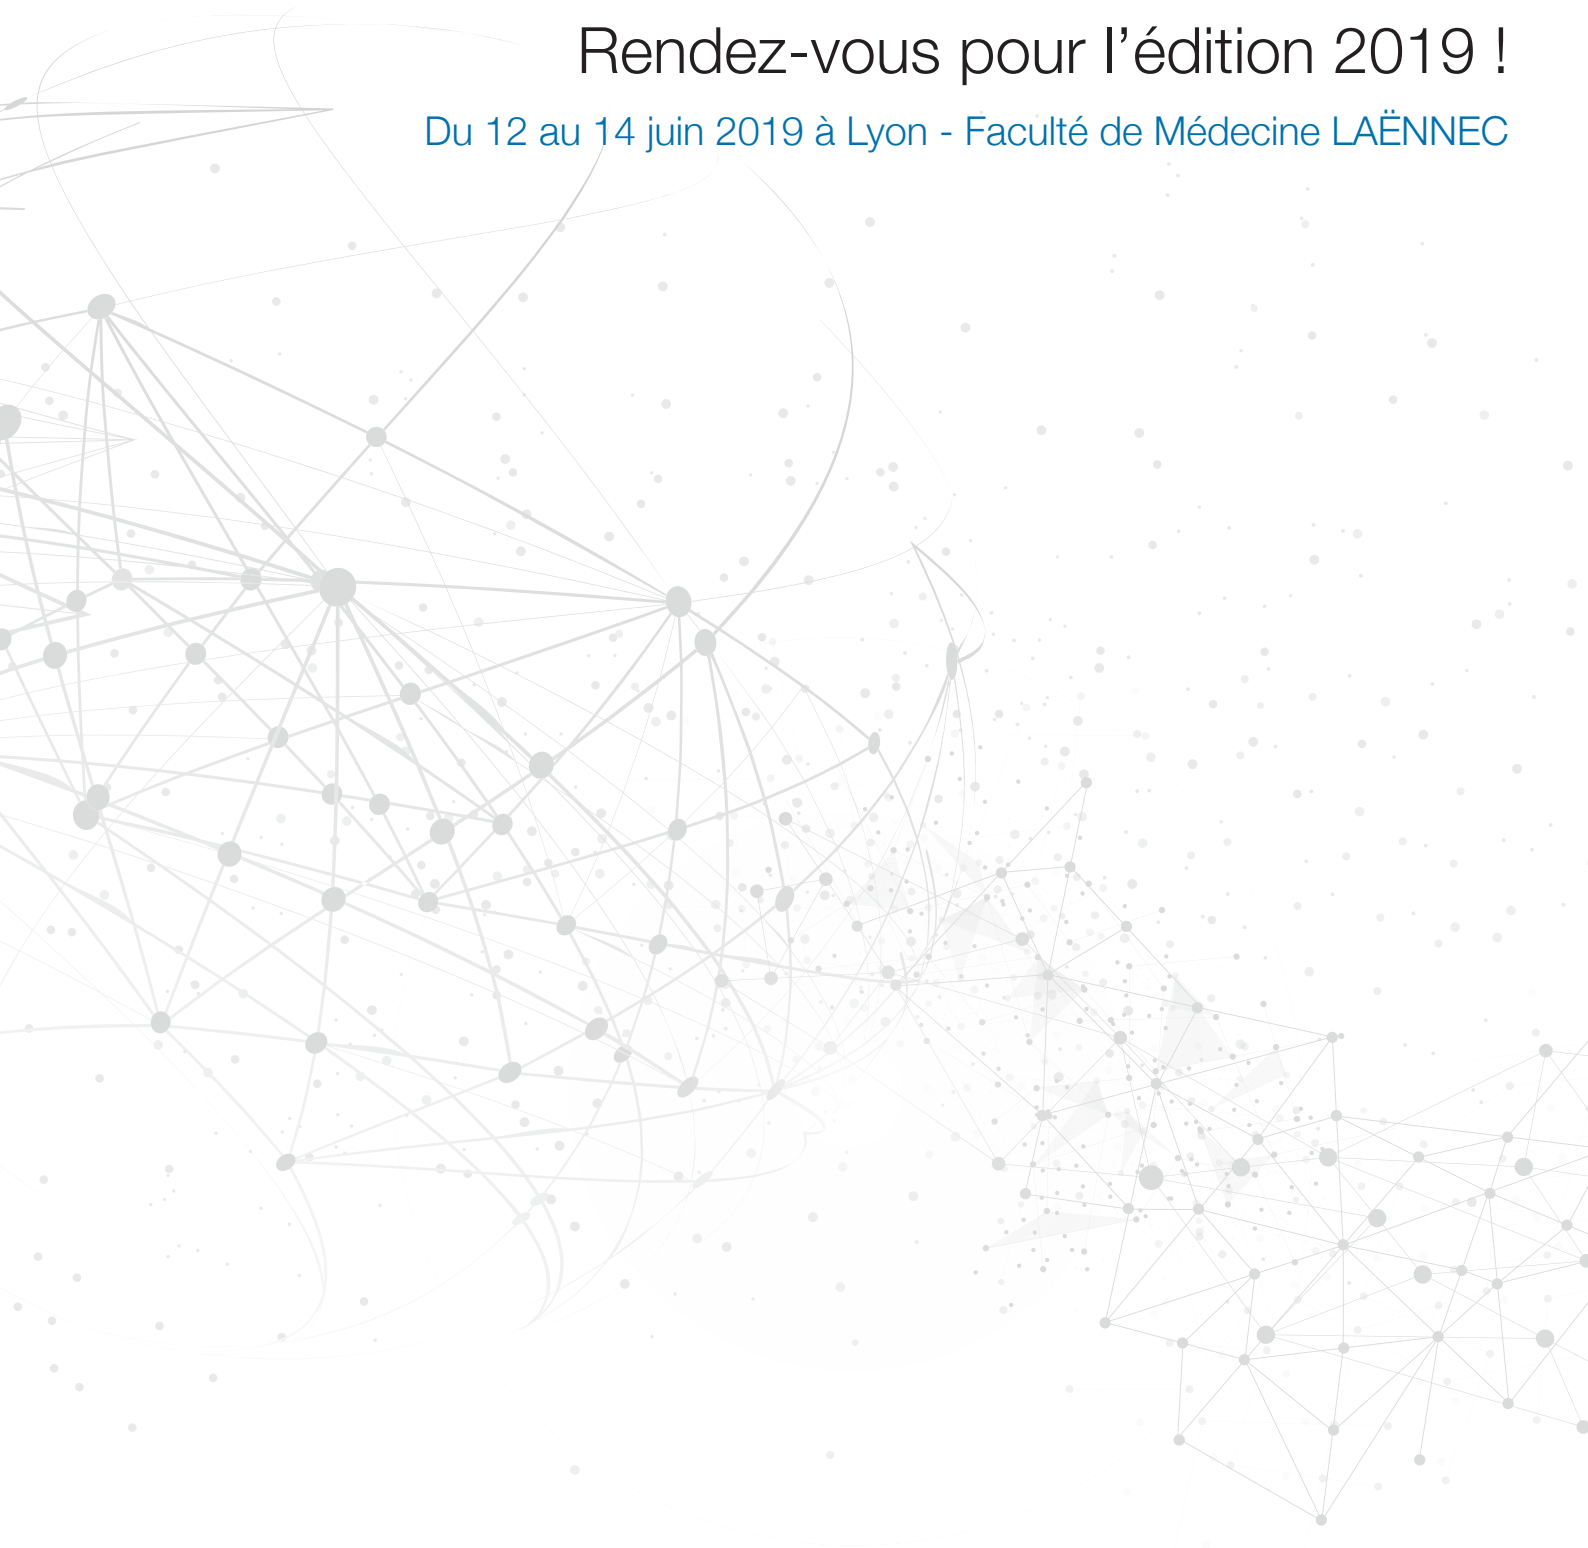 Rendez-vous pour l’édition 2019 !
Du 12 au 14 juin 2019 à Lyon - Faculté de Médecine LAËNNEC